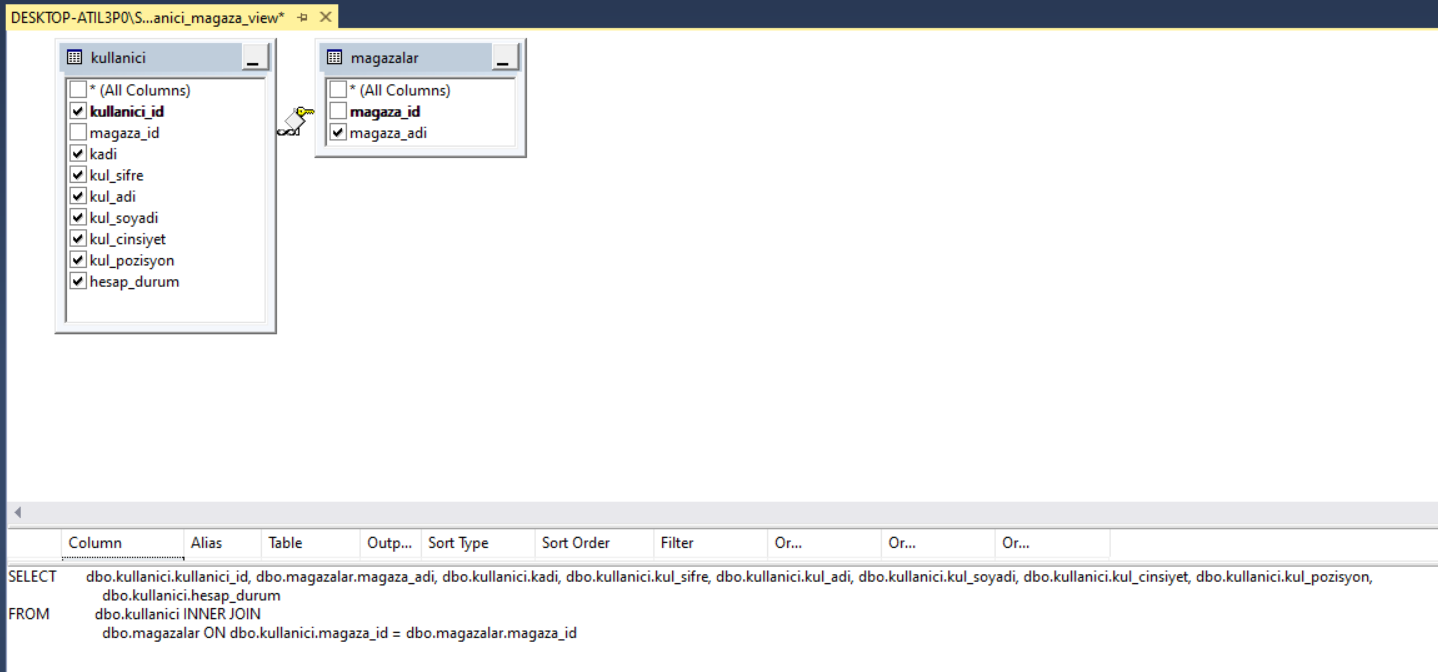 DESKTOP-ATIL3P0\S...anici_magaza_view*
kullanici
* (All Columns)
kullanici_id
magaza_id
kadi
kul_sifre
kul_adi
kul_soyadi
kul_cinsiyet
kul_pozisyon
hesap_durum
magazalar
* (All Columns)
magaza_id
magaza_adi
Column Alias Table Outp... Sort Type Sort Order Filter Or... Or... Or...
SELECT dbo.kullanici.kullanici_id, dbo.magazalar.magaza_adi, dbo.kullanici.kadi, dbo.kullanici.kul_sifre, dbo.kullanici.kul_adi, dbo.kullanici.kul_soyadi, dbo.kullanici.kul_cinsiyet, dbo.kullanici.kul_pozisyon,
dbo.kullanici.hesap_durum
FROM dbo.kullanici INNER JOIN
dbo.magazalar ON dbo.kullanici.magaza_id = dbo.magazalar.magaza_id